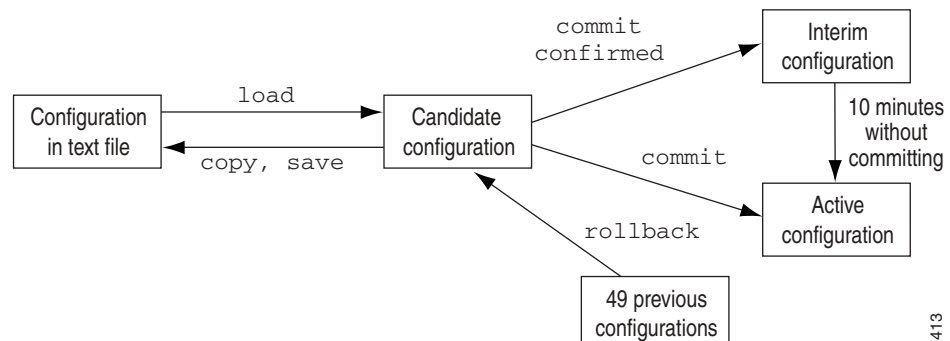 commit
confirmed
Interim
configuration
load
Configuration
in text file
Candidate
configuration
10 minutes
without
committing
copy, save
commit
Active
configuration
rollback
49 previous
configurations
413